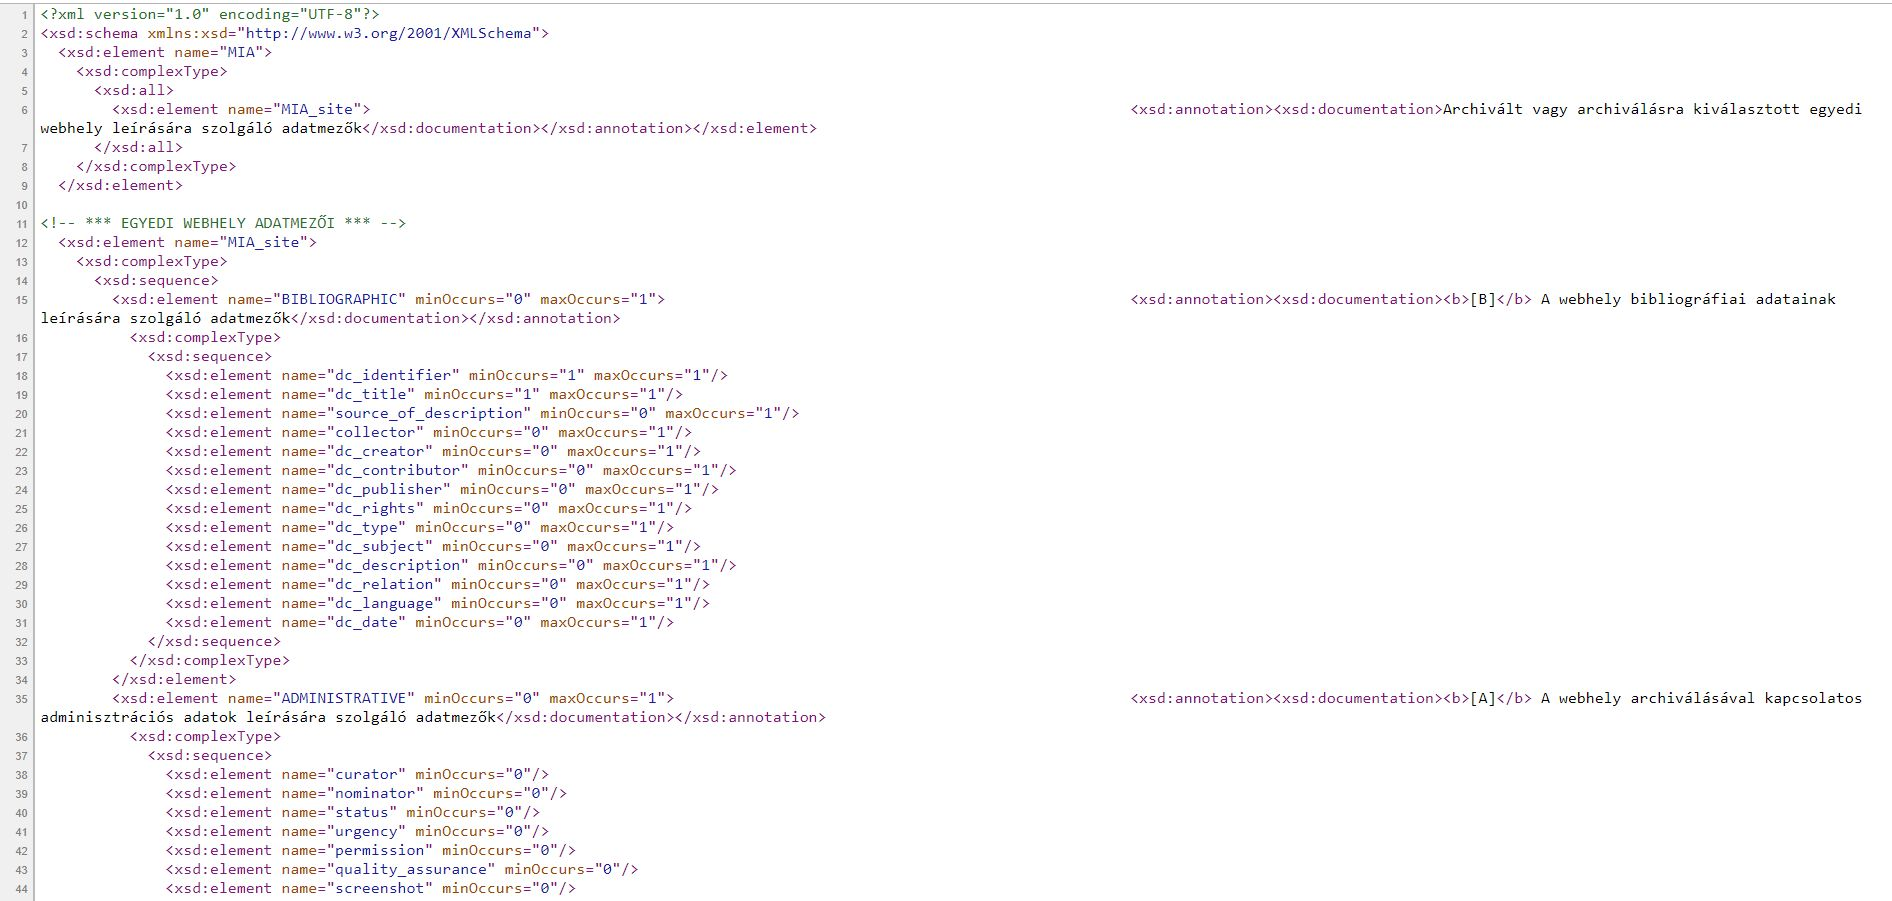 1 <?xml version="1.0" encoding="UTF-8"?>
2 <xsd:schema xmlns:xsd="http://www.w3.org/2001/XMLSchema">
3 <xsd:element name="MIA">
4 <xsd:complexType>
5 <xsd:all>
6 <xsd:element name="MIA_site"> <xsd:annotation><xsd:documentation>Archivált vagy archiválásra kiválasztott egyedi
webhely leírására szolgáló adatmezők</xsd:documentation></xsd:annotation></xsd:element>
7 </xsd:all>
8 </xsd:complexType>
9 </xsd:element>
10
11 <!-- *** EGYEDI WEBHELY ADATMEZŐI *** -->
12 <xsd:element name="MIA_site">
13 <xsd:complexType>
14 <xsd:sequence>
15 <xsd:element name="BIBLIOGRAPHIC" minOccurs="0" maxOccurs="1"> <xsd:annotation><xsd:documentation><b>[B]</b> A webhely bibliográfiai adatainak
leírására szolgáló adatmezők</xsd:documentation></xsd:annotation>
16 <xsd:complexType>
17 <xsd:sequence>
18 <xsd:element name="dc_identifier" minOccurs="1" maxOccurs="1"/>
19 <xsd:element name="dc_title" minOccurs="1" maxOccurs="1"/>
20 <xsd:element name="source_of_description" minOccurs="0" maxOccurs="1"/>
21 <xsd:element name="collector" minOccurs="0" maxOccurs="1"/>
22 <xsd:element name="dc_creator" minOccurs="0" maxOccurs="1"/>
23 <xsd:element name="dc_contributor" minOccurs="0" maxOccurs="1"/>
24 <xsd:element name="dc_publisher" minOccurs="0" maxOccurs="1"/>
25 <xsd:element name="dc_rights" minOccurs="0" maxOccurs="1"/>
26 <xsd:element name="dc_type" minOccurs="0" maxOccurs="1"/>
27 <xsd:element name="dc_subject" minOccurs="0" maxOccurs="1"/>
28 <xsd:element name="dc_description" minOccurs="0" maxOccurs="1"/>
29 <xsd:element name="dc_relation" minOccurs="0" maxOccurs="1"/>
30 <xsd:element name="dc_language" minOccurs="0" maxOccurs="1"/>
31 <xsd:element name="dc_date" minOccurs="0" maxOccurs="1"/>
32 </xsd:sequence>
33 </xsd:complexType>
34 </xsd:element>
35 <xsd:element name="ADMINISTRATIVE" minOccurs="0" maxOccurs="1"> <xsd:annotation><xsd:documentation><b>[A]</b> A webhely archiválásával kapcsolatos
adminisztrációs adatok leírására szolgáló adatmezők</xsd:documentation></xsd:annotation>
36 <xsd:complexType>
37 <xsd:sequence>
38 <xsd:element name="curator" minOccurs="0"/>
39 <xsd:element name="nominator" minOccurs="0"/>
40 <xsd:element name="status" minOccurs="0"/>
41 <xsd:element name="urgency" minOccurs="0"/>
42 <xsd:element name="permission" minOccurs="0"/>
43 <xsd:element name="quality_assurance" minOccurs="0"/>
44 <xsd:element name="screenshot" minOccurs="0"/>